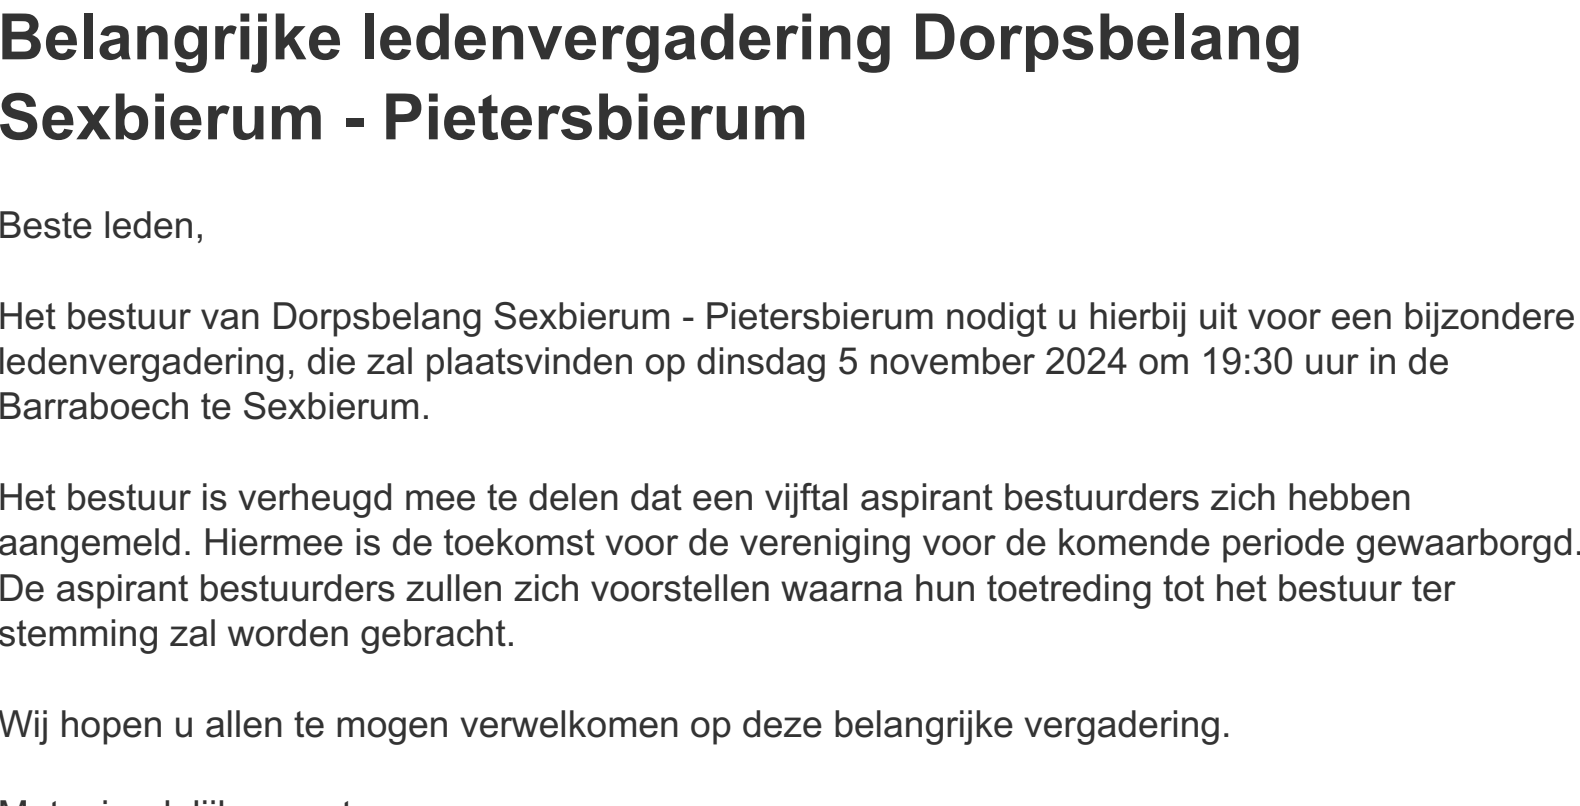 Belangrijke ledenvergadering Dorpsbelang
Sexbierum - Pietersbierum
Beste leden,
Het bestuur van Dorpsbelang Sexbierum - Pietersbierum nodigt u hierbij uit voor een bijzondere
ledenvergadering, die zal plaatsvinden op dinsdag 5 november 2024 om 19:30 uur in de
Barraboech te Sexbierum.
Het bestuur is verheugd mee te delen dat een vijftal aspirant bestuurders zich hebben
aangemeld. Hiermee is de toekomst voor de vereniging voor de komende periode gewaarborgd.
De aspirant bestuurders zullen zich voorstellen waarna hun toetreding tot het bestuur ter
stemming zal worden gebracht.
Wij hopen u allen te mogen verwelkomen op deze belangrijke vergadering.